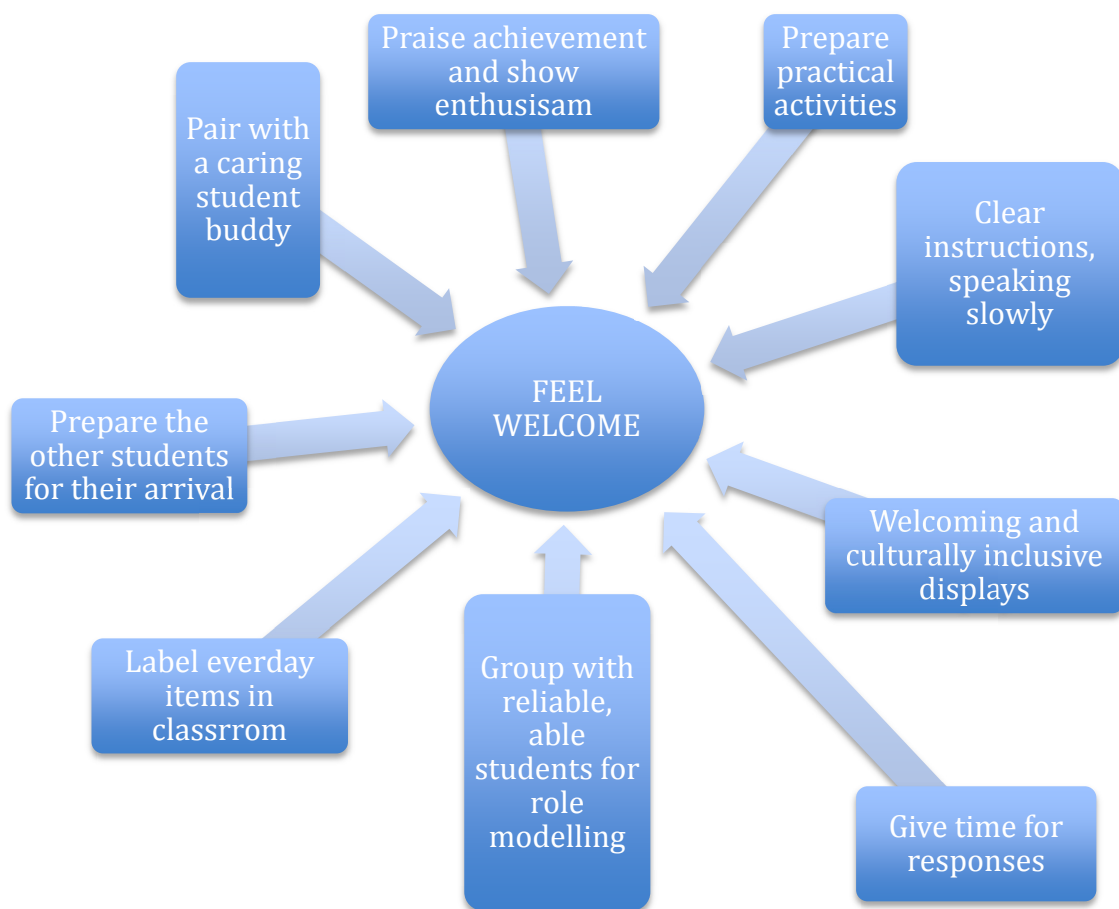 Praise achievement
and show
enthusisam
Prepare
practical
activities
Pair with
a caring
student
buddy
Clear
instructions,
speaking
slowly
FEEL
WELCOME
Prepare the
other students
for their arrival
Welcoming and
culturally inclusive
displays
Label everday
items in
classrrom
Group with
reliable,
able
students for
role
modelling
Give time for
responses